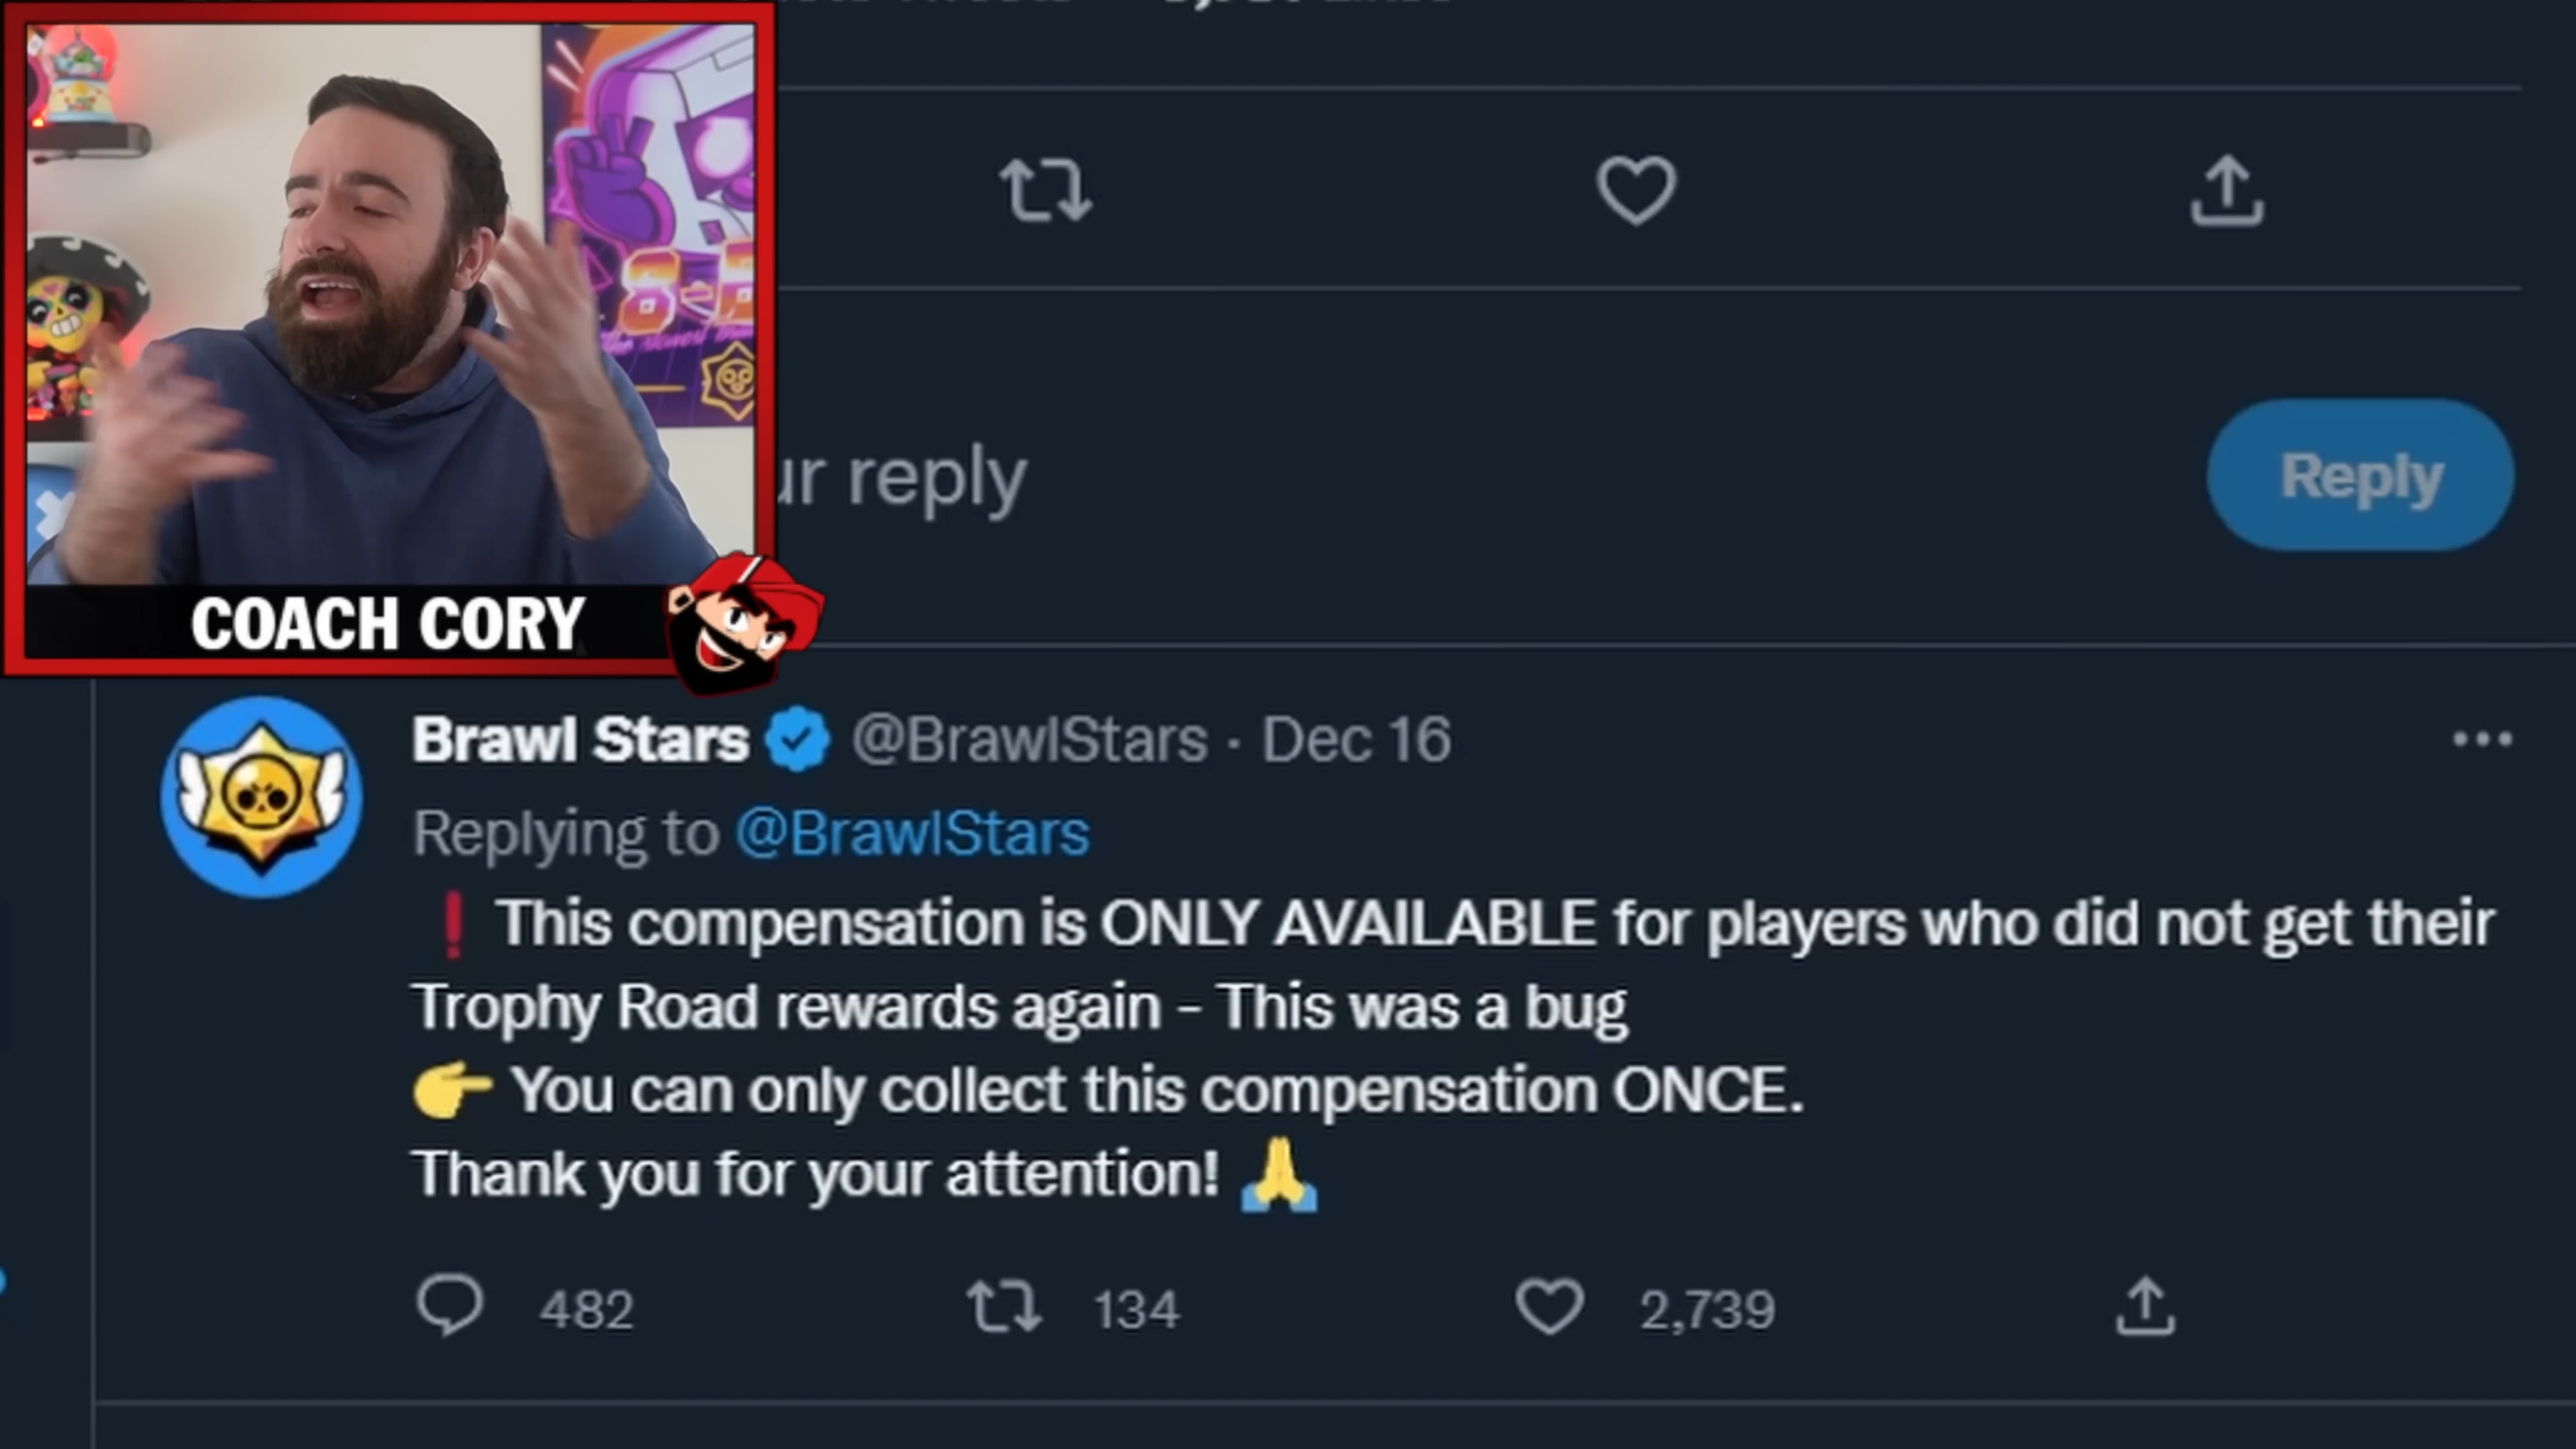 8-B
COACH CORY
ur reply
Reply
Brawl Stars @BrawlStars · Dec 16
Replying to @BrawlStars
❗ This compensation is ONLY AVAILABLE for players who did not get their
Trophy Road rewards again - This was a bug
👉 You can only collect this compensation ONCE.
Thank you for your attention! 🙏
482 134 2,739